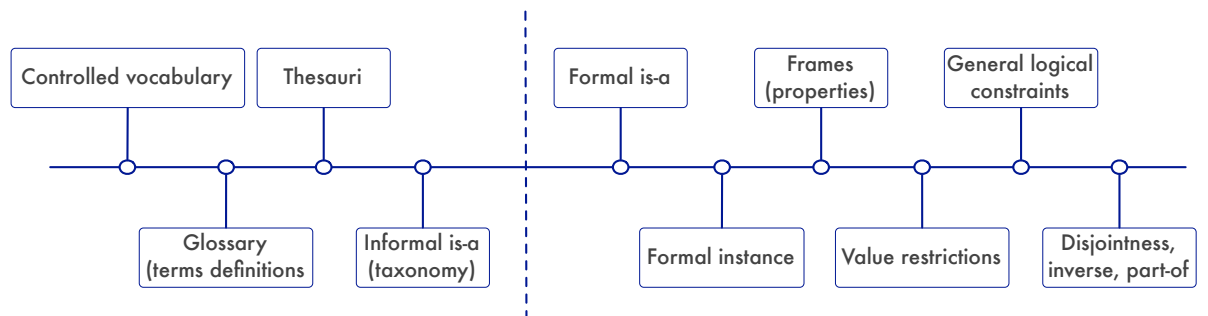 Controlled vocabulary
Thesauri
Formal is-a
Frames
(properties)
General logical
constraints
Glossary
(terms definitions
Informal is-a
(taxonomy)
Formal instance
Value restrictions
Disjointness,
inverse, part-of